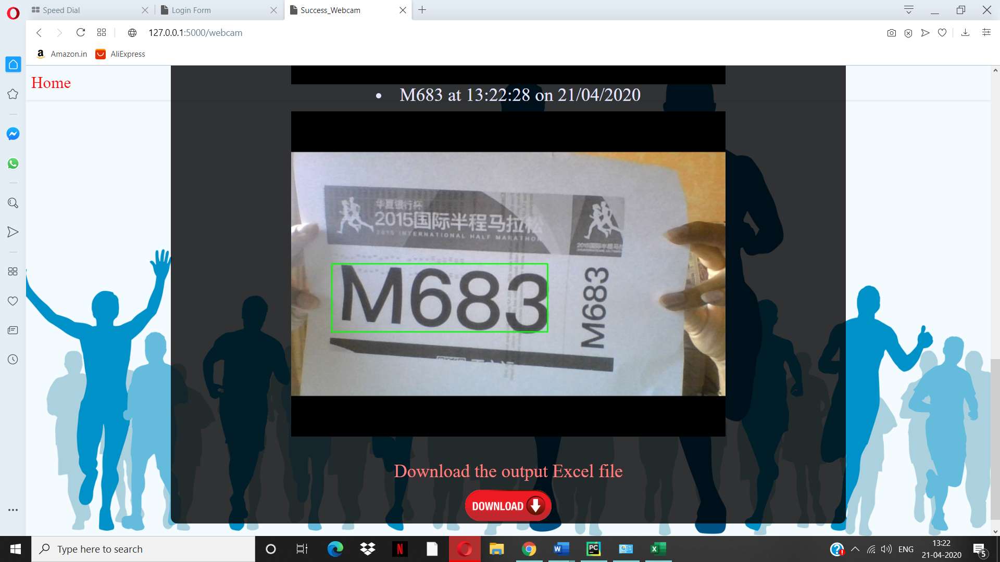 Speed Dial
Login Form
Success_Webcam
127.0.0.1:5000/webcam
a Amazon.in
AliExpress
Home
M683 at 13:22:28 on 21/04/2020
华夏银行杯
2015国际半程马拉松
2015 INTERNATIONAL HALF MARATHON
2015国际半程马拉
M683
M683
Download the output Excel file
DOWNLOAD
Type here to search
N
W
PC
X
ENG
13:22
21-04-2020
5